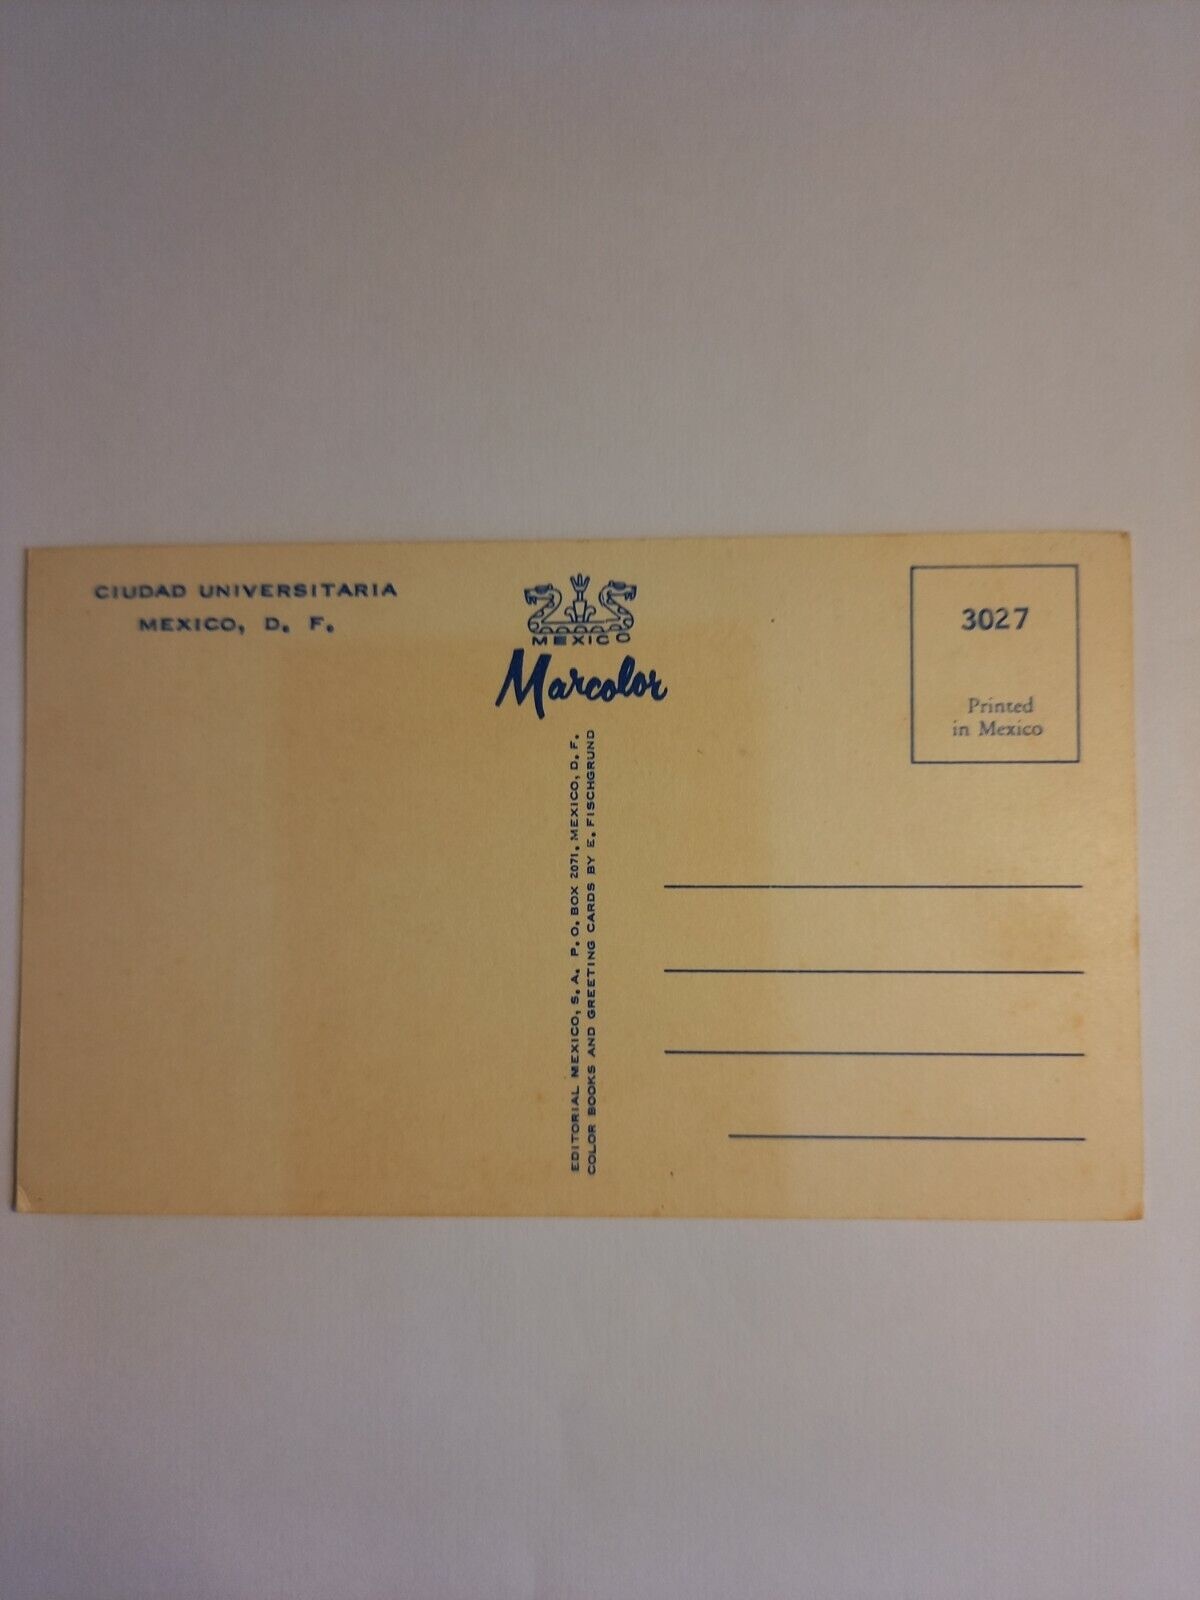 CIUDAD UNIVERSITARIA
MEXICO, D. F.
MEXICO
Marcolor
EDITORIAL MEXICO, S. A. P. O. BOX 2071, MEXICO, D. F.
COLOR BOOKS AND GREETING CARDS BY E. FISCHGRUND
3027
Printed
in Mexico